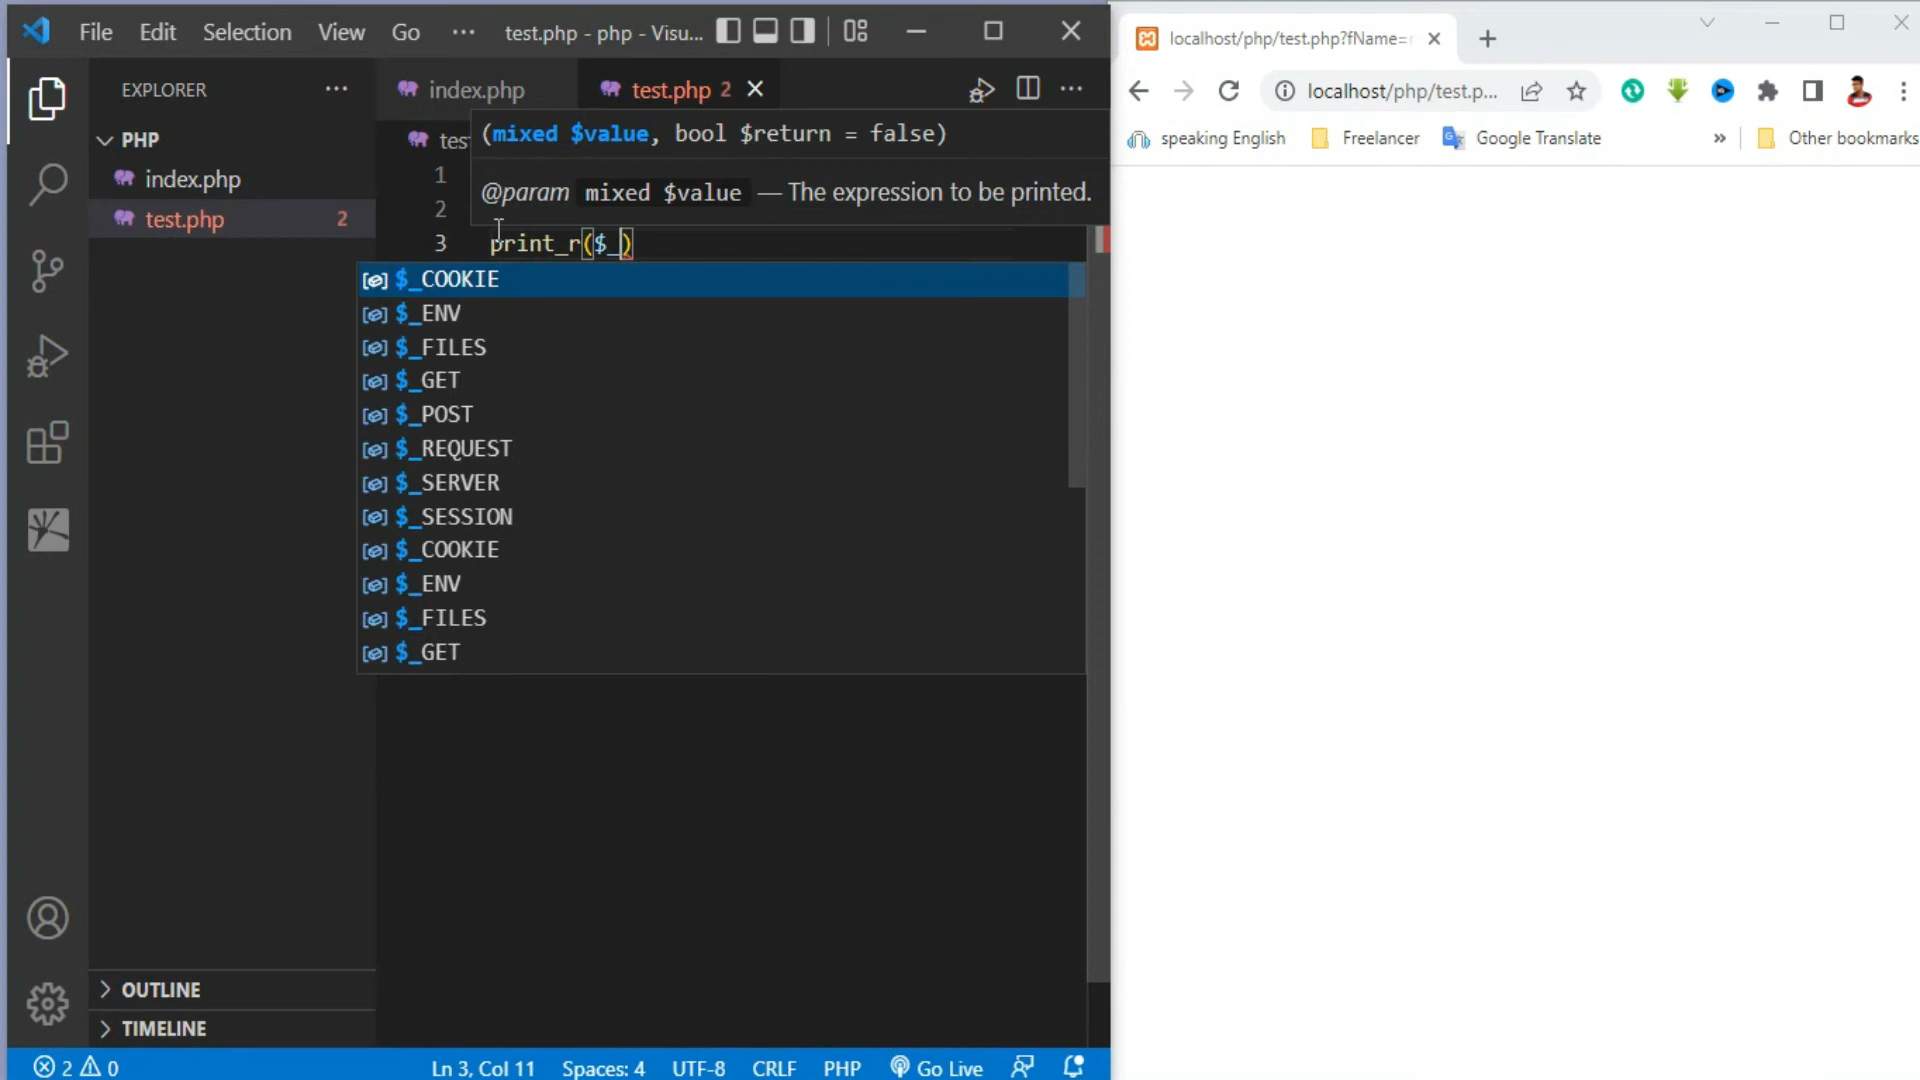 File Edit Selection View Go ··· test.php - php - Visu...
EXPLORER ···
PHP
index.php
test.php 2
OUTLINE
TIMELINE
index.php test.php 2
tes
(mixed $value, bool $return = false)
@param mixed $value — The expression to be printed.
1
2
3 print_r($_)
$_COOKIE
$_ENV
$_FILES
$_GET
$_POST
$_REQUEST
$_SERVER
$_SESSION
$_COOKIE
$_ENV
$_FILES
$_GET
2 0 Ln 3, Col 11 Spaces: 4 UTF-8 CRLF PHP Go Live
localhost/php/test.php?fName=
localhost/php/test.p...
speaking English Freelancer Google Translate » Other bookmarks